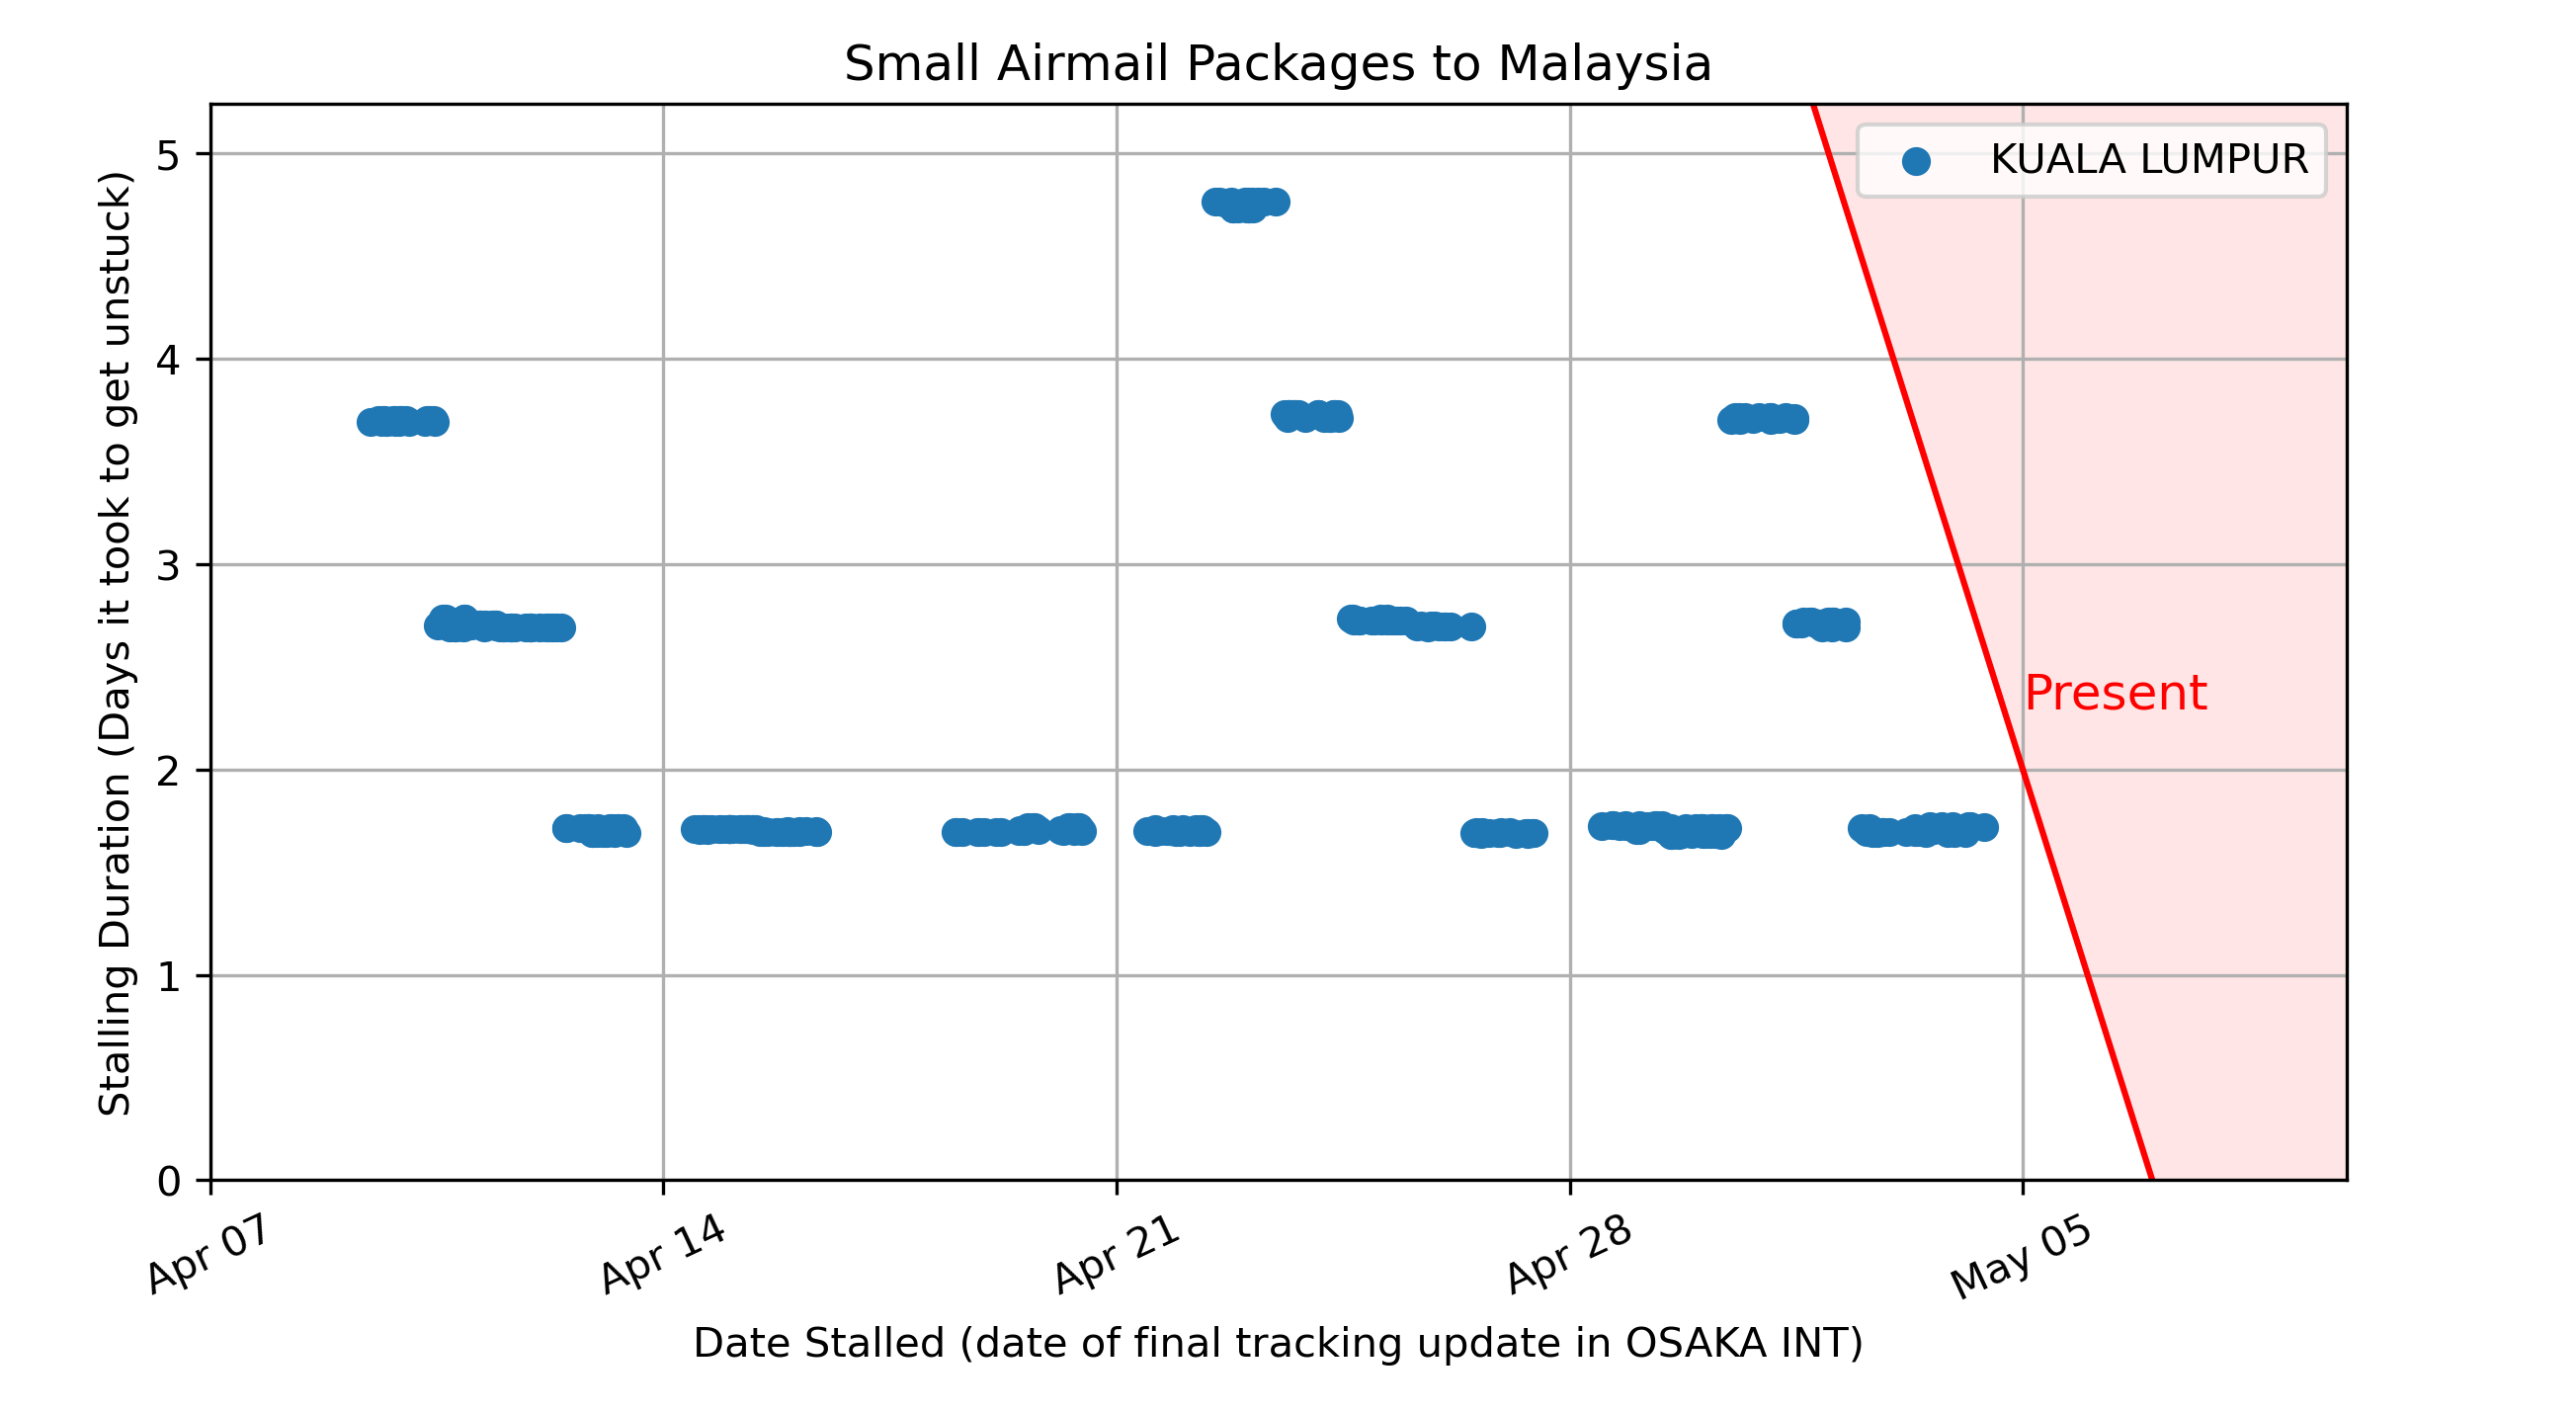 Small Airmail Packages to Malaysia
KUALA LUMPUR
Present
Stalling Duration (Days it took to get unstuck)
5
4
3
2
1
0
Apr 07
Apr 14
Apr 21
Apr 28
May 05
Date Stalled (date of final tracking update in OSAKA INT)